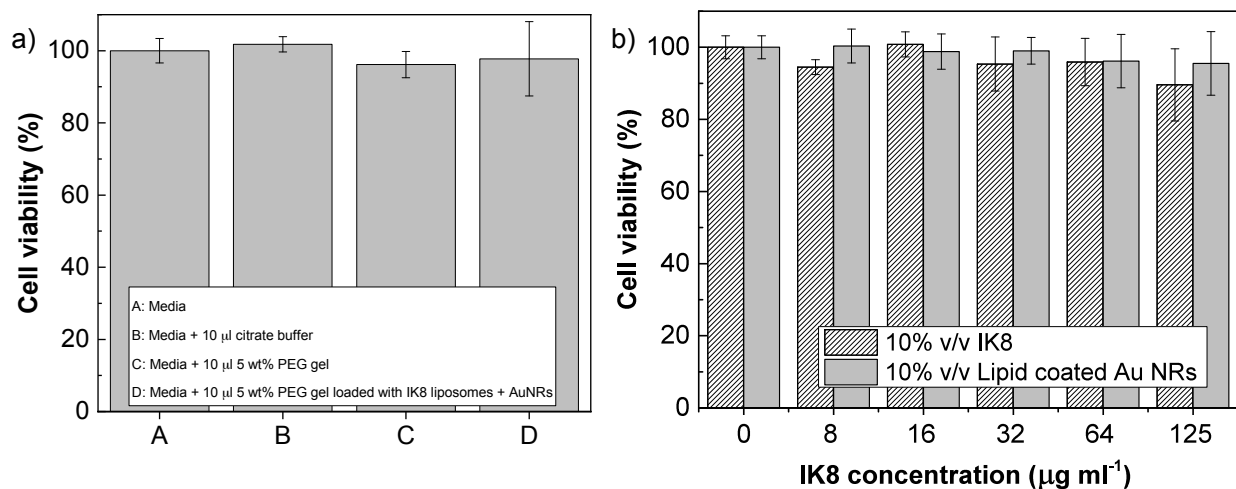 a)
Cell viability (%)
100
80
60
40
20
0
A: Media
B: Media + 10 μl citrate buffer
C: Media + 10 μl 5 wt% PEG gel
D: Media + 10 μl 5 wt% PEG gel loaded with IK8 liposomes + AuNRs
A B C D
b)
Cell viability (%)
100
80
60
40
20
0
10% v/v IK8
10% v/v Lipid coated Au NRs
0 8 16 32 64 125
IK8 concentration (μg ml⁻¹)